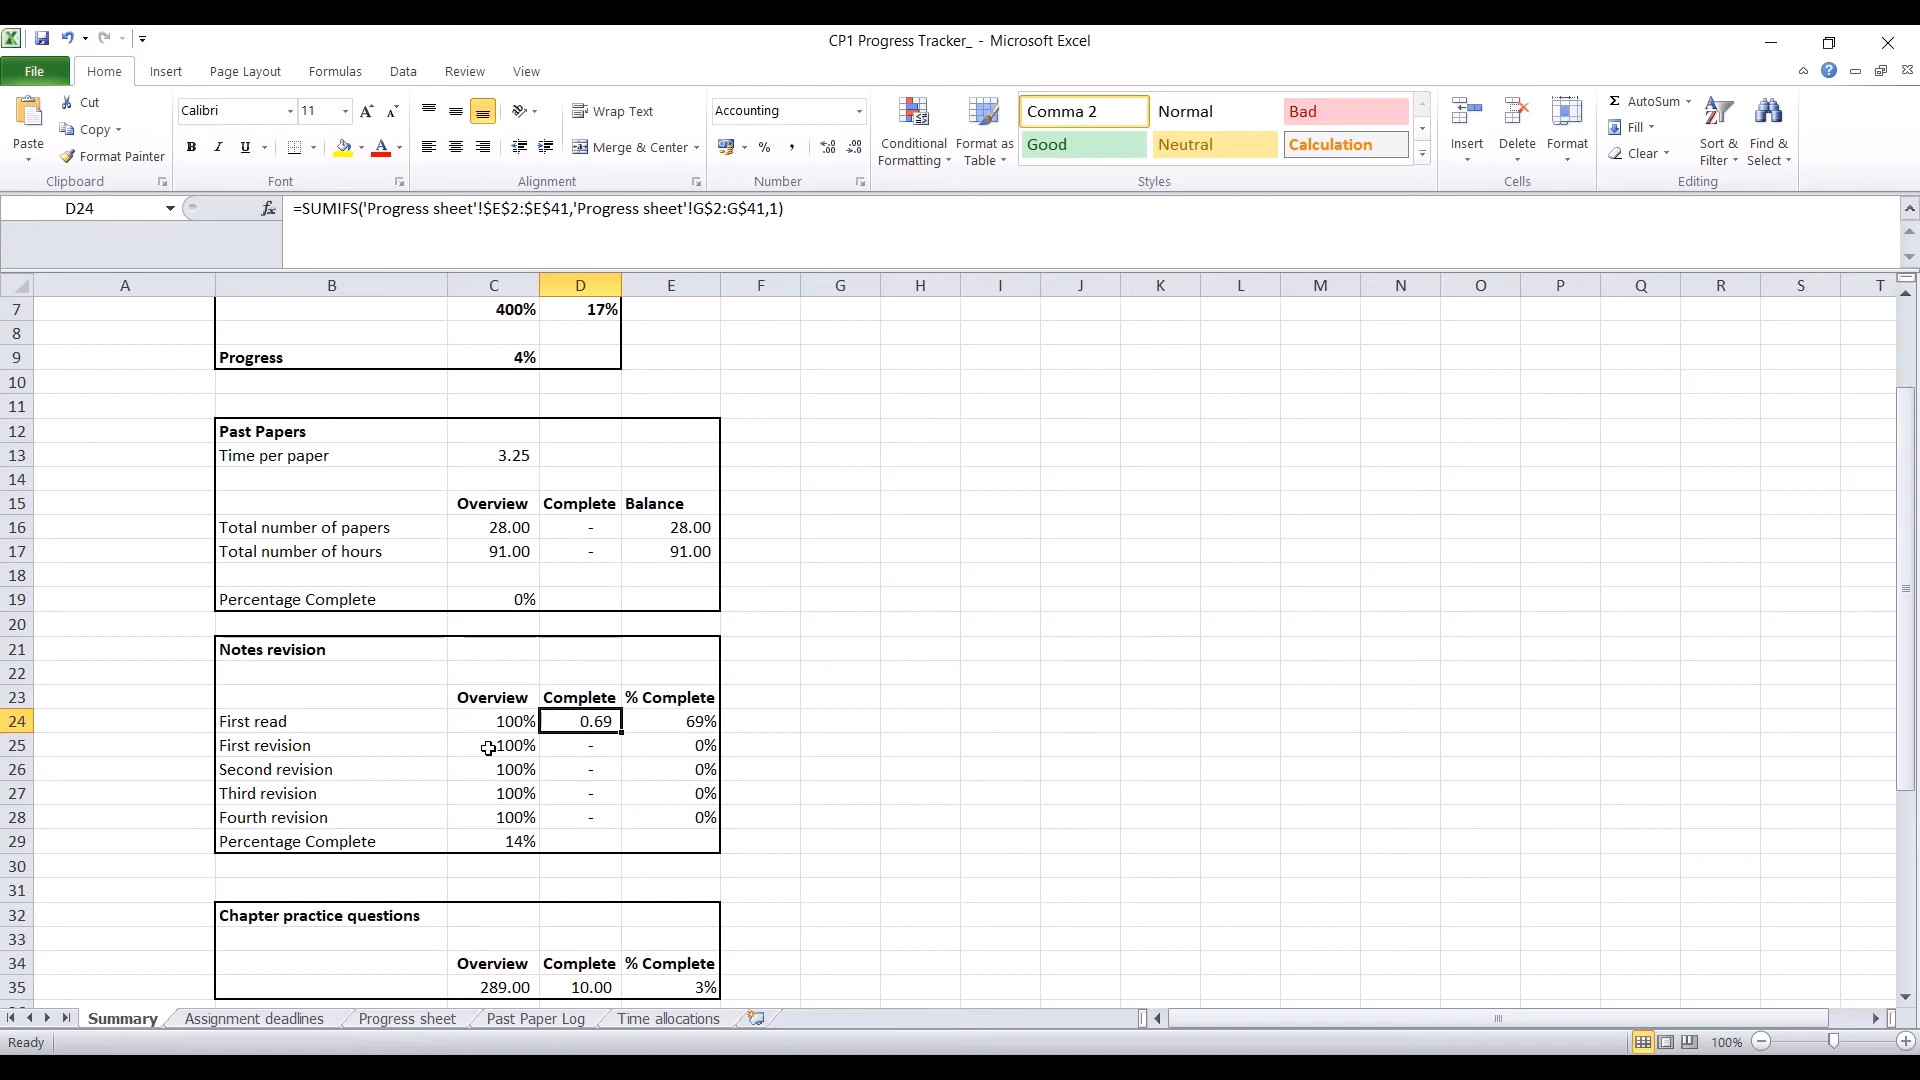 CP1 Progress Tracker_ - Microsoft Excel
File Home Insert Page Layout Formulas Data Review View
Paste
Cut
Copy
Format Painter
Clipboard
Calibri 11
B I U
Font
Wrap Text
Merge & Center
Alignment
Accounting
Number
Conditional Formatting
Format as Table
Comma 2 Normal Bad
Good Neutral Calculation
Styles
Insert Delete Format
Cells
AutoSum
Fill
Clear
Sort & Filter
Find & Select
Editing
D24 fx =SUMIFS('Progress sheet'!$E$2:$E$41,'Progress sheet'!G$2:G$41,1)
A B C D E F G H I J K L M N O P Q R S T
7 400% 17%
8
9 Progress 4%
10
11
12 Past Papers
13 Time per paper 3.25
14
15 Overview Complete Balance
16 Total number of papers 28.00 - 28.00
17 Total number of hours 91.00 - 91.00
18
19 Percentage Complete 0%
20
21 Notes revision
22
23 Overview Complete % Complete
24 First read 100% 0.69 69%
25 First revision 100% - 0%
26 Second revision 100% - 0%
27 Third revision 100% - 0%
28 Fourth revision 100% - 0%
29 Percentage Complete 14%
30
31
32 Chapter practice questions
33
34 Overview Complete % Complete
35 289.00 10.00 3%
Summary Assignment deadlines Progress sheet Past Paper Log Time allocations
Ready 100%